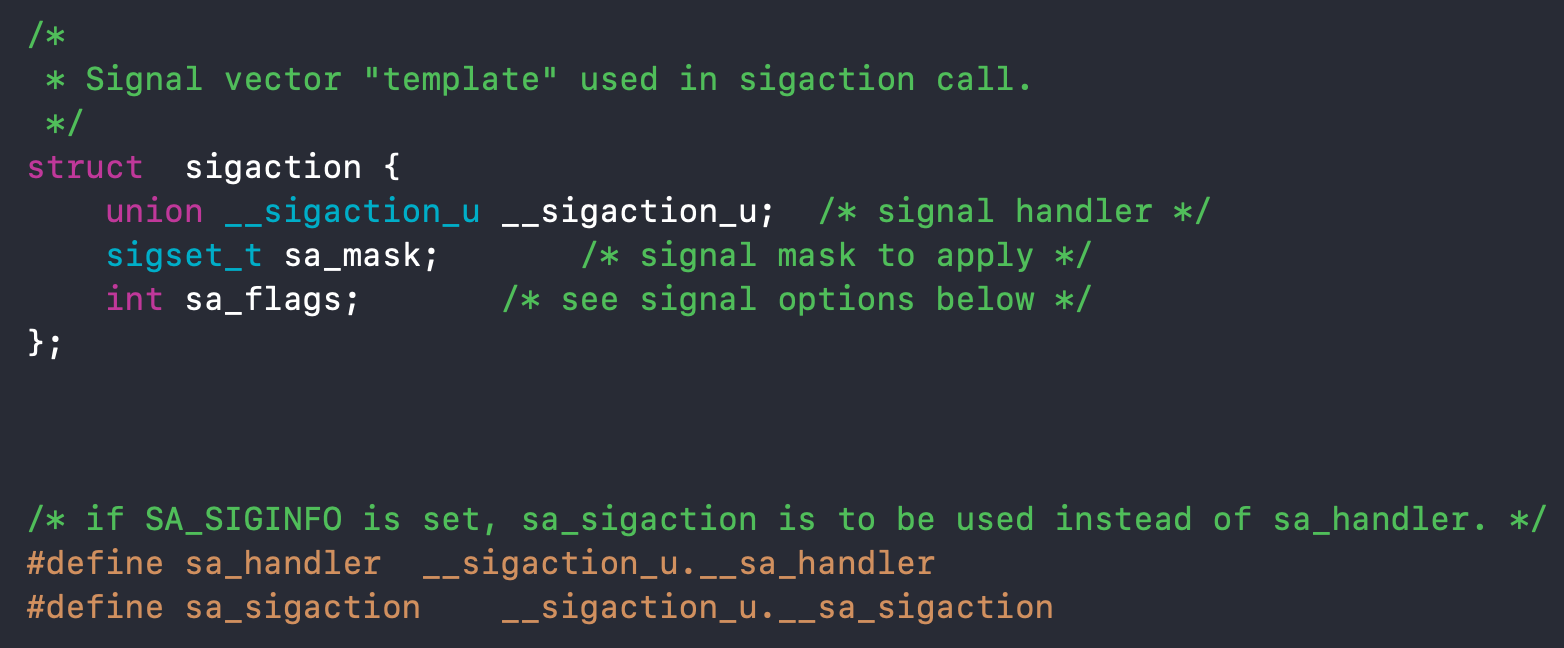 /*
 * Signal vector "template" used in sigaction call.
 */
struct  sigaction {
    union __sigaction_u __sigaction_u;  /* signal handler */
    sigset_t sa_mask;       /* signal mask to apply */
    int sa_flags;       /* see signal options below */
};
/* if SA_SIGINFO is set, sa_sigaction is to be used instead of sa_handler. */
#define sa_handler  __sigaction_u.__sa_handler
#define sa_sigaction    __sigaction_u.__sa_sigaction